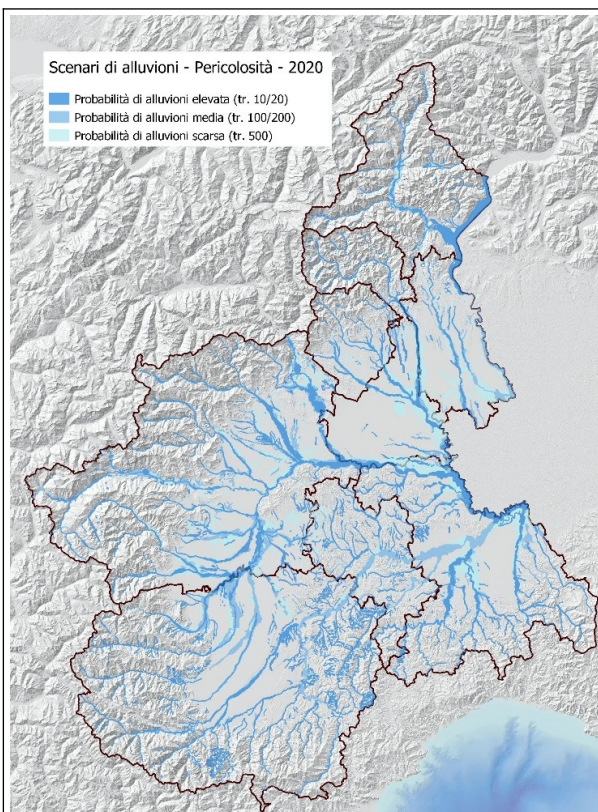 Scenari di alluvioni - Pericolosità - 2020
Probabilità di alluvioni elevata (tr. 10/20)
Probabilità di alluvioni media (tr. 100/200)
Probabilità di alluvioni scarsa (tr. 500)